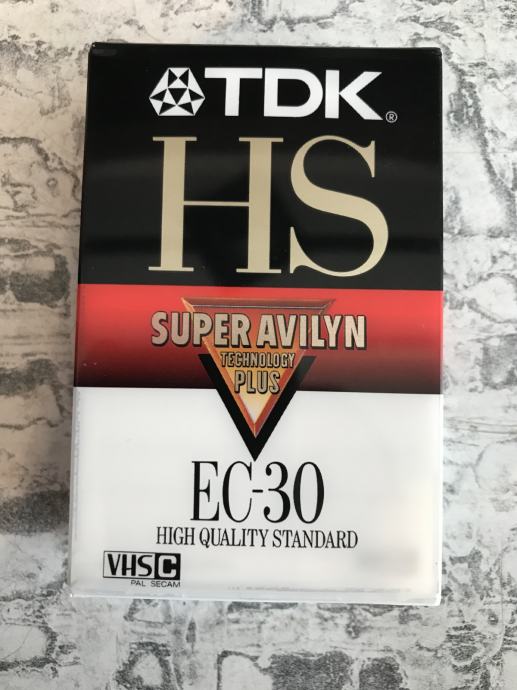 TDK®
HS
SUPER AVILYN
TECHNOLOGY
PLUS
EC-30
HIGH QUALITY STANDARD
VHS C
PAL SECAM